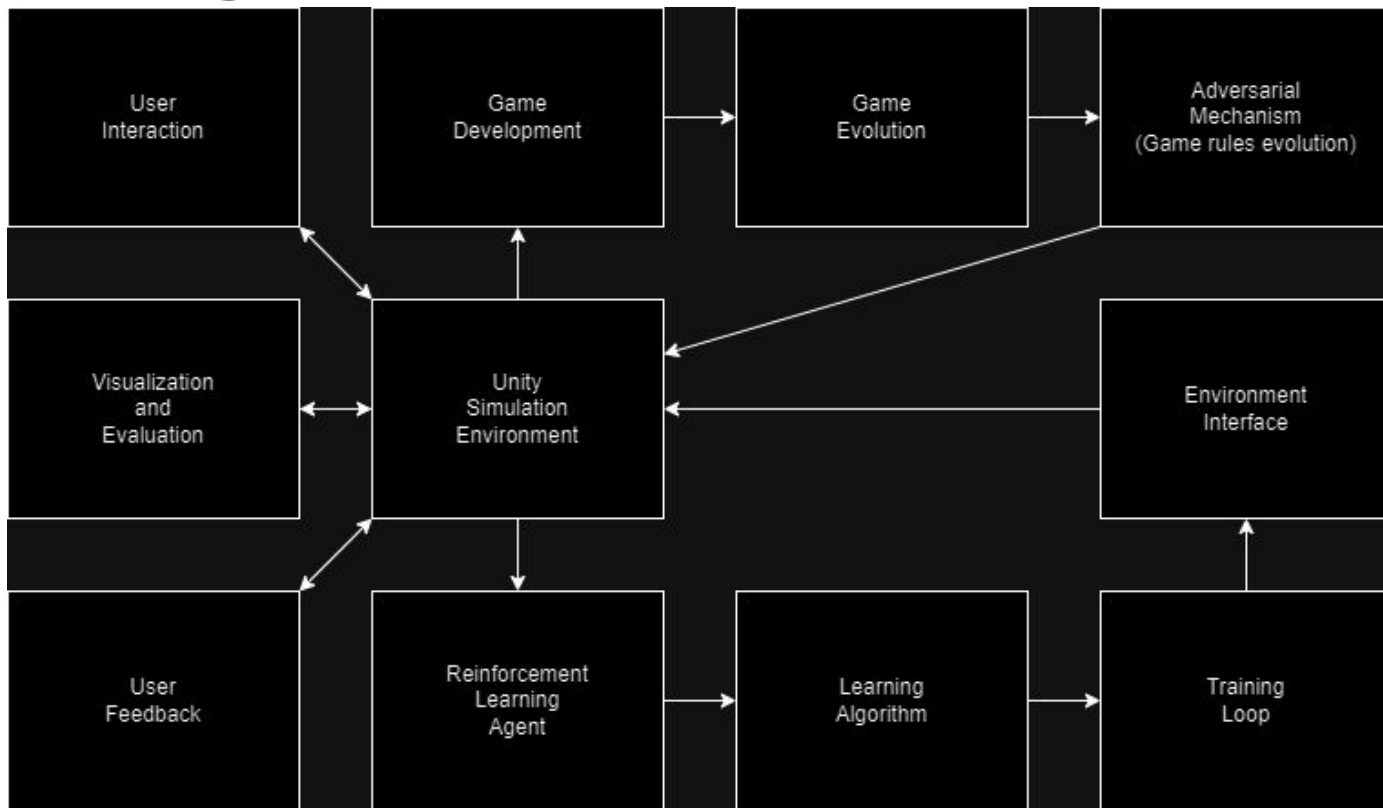 User
Interaction
Game
Development
Game
Evolution
Adversarial
Mechanism
(Game rules evolution)
Visualization
and
Evaluation
Unity
Simulation
Environment
Environment
Interface
User
Feedback
Reinforcement
Learning
Agent
Learning
Algorithm
Training
Loop